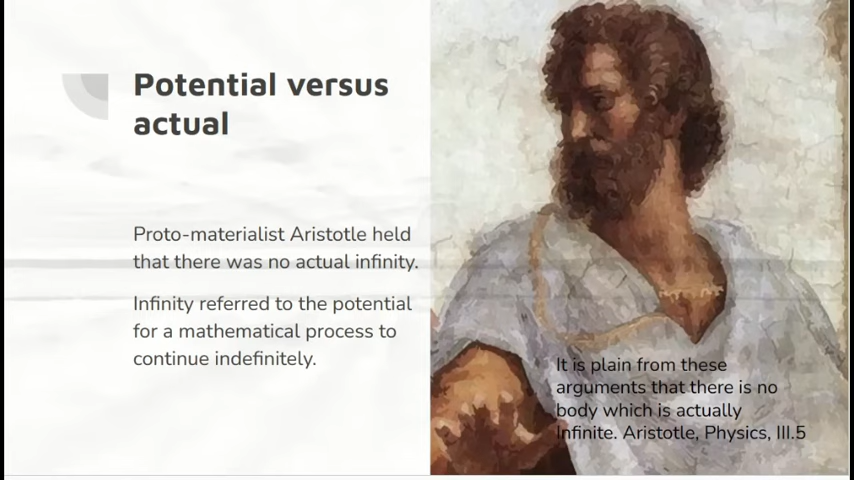 Potential versus
actual
Proto-materialist Aristotle held
that there was no actual infinity.
Infinity referred to the potential
for a mathematical process to
continue indefinitely.
It is plain from these
arguments that there is no
body which is actually
Infinite. Aristotle, Physics, III.5